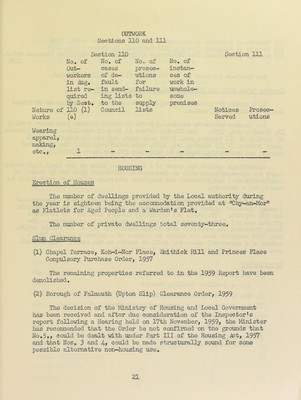 OUTWORK
Sections 110 and 111
Section 110 Section 111
No. of No. of No. of No. of
Out- cases prosec- instan-
workers of de- utions ces of
in Aug. fault for work in
list re- in send- failure unwhole-
quired ing lists to some
Nature of 110 (1) by Sect. to the supply premises Notices Prosec-
Works (c) Council lists Served utions
Wearing
apparel,
making,
etc., 1 - - - - -
HOUSING
Erection of Houses
The number of dwellings provided by the Local authority during
the year is eighteen being the accommodation provided at "Chy-an-Mor"
as Flatlets for Aged People and a Warden's Flat.
The number of private dwellings total seventy-three.
Slum Clearance
(1) Chapel Terrace, Koh-i-Nor Place, Smithick Hill and Princes Place
Compulsory Purchase Order, 1957
The remaining properties referred to in the 1959 Report have been
demolished.
(2) Borough of Falmouth (Upton Slip) Clearance Order, 1959
The decision of the Ministry of Housing and Local Government
has been received and after due consideration of the Inspector's
report following a Hearing held on 17th November, 1959, the Minister
has recommended that the Order be not confirmed on the grounds that
No.5., could be dealt with under Part III of the Housing Act, 1957
and that Nos. 3 and 4, could be made structurally sound for some
possible alternative non-housing use.
21